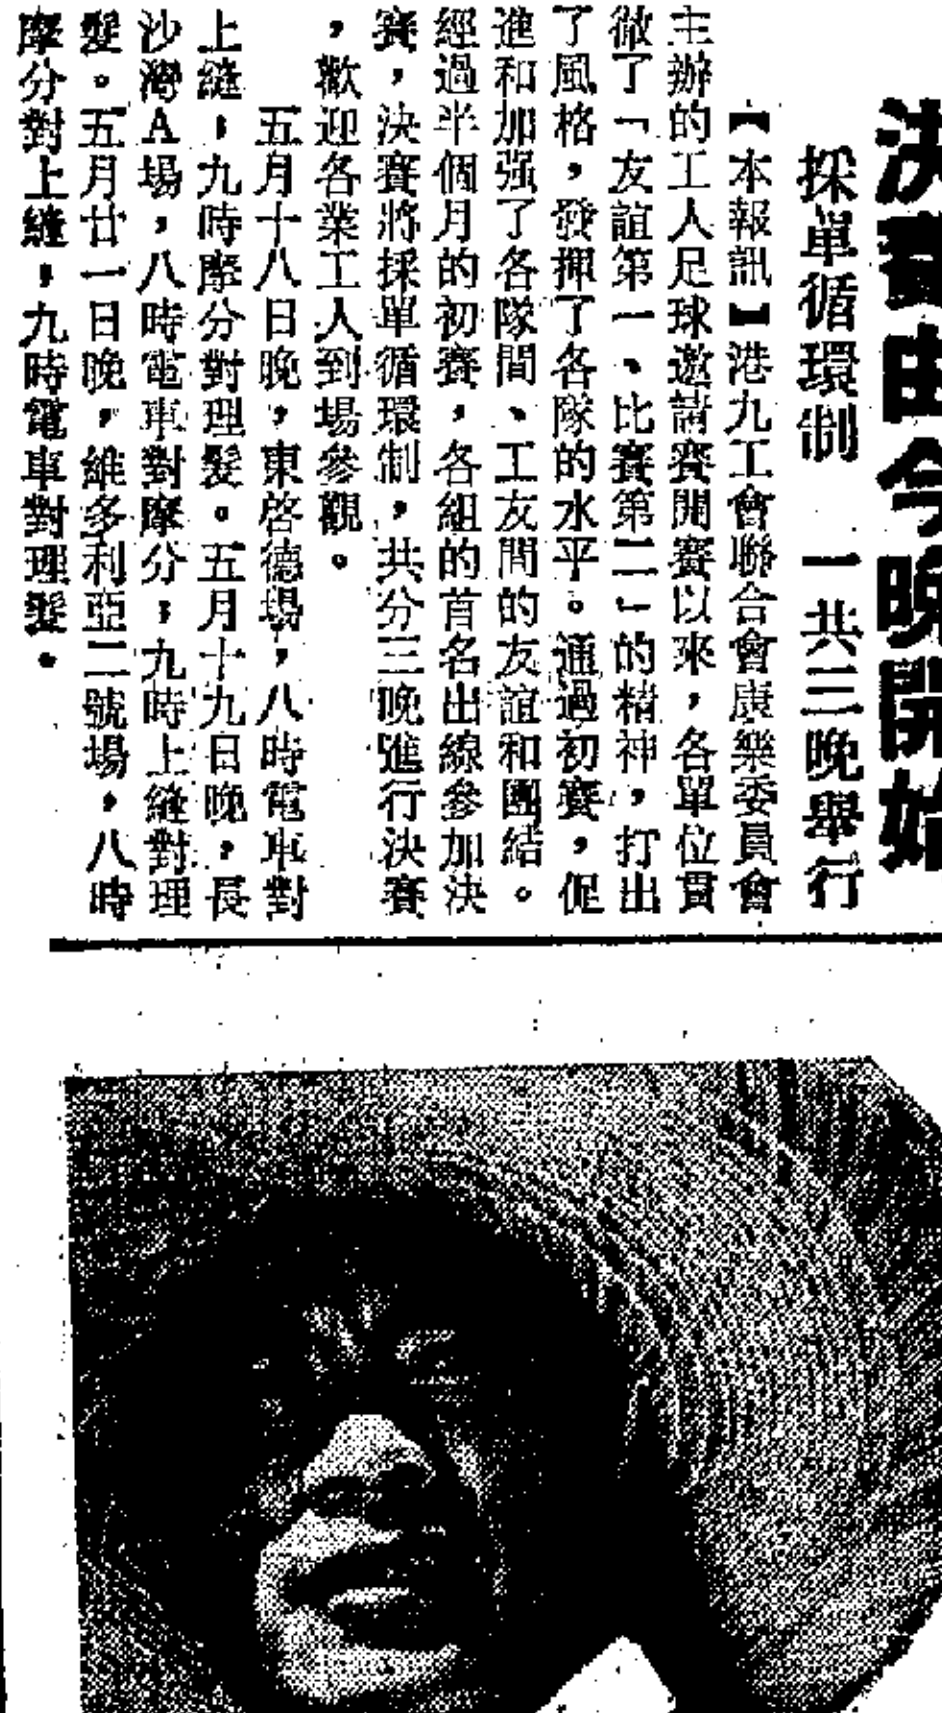 決賽由今晚開始
採單循環制　一共三晚舉行
【本報訊】港九工會聯合會康樂委員會
主辦的工人足球邀請賽開賽以來，各單位貫
徹了「友誼第一、比賽第二」的精神，打出
了風格，發揮了各隊的水平。通過初賽，促
進和加强了各隊間、工友間的友誼和團結。
經過半個月的初賽，各組的首名出線參加決
賽，決賽將採單循環制，共分三晚進行決賽
，歡迎各業工人到場參觀。
五月十八日晚，東啓德場，八時電車對
上縫；九時摩分對理髮。五月十九日晚，長
沙灣A場，八時電車對摩分；九時上縫對理
髮。五月廿一日晚，維多利亞二號場，八時
摩分對上縫；九時電車對理髮。